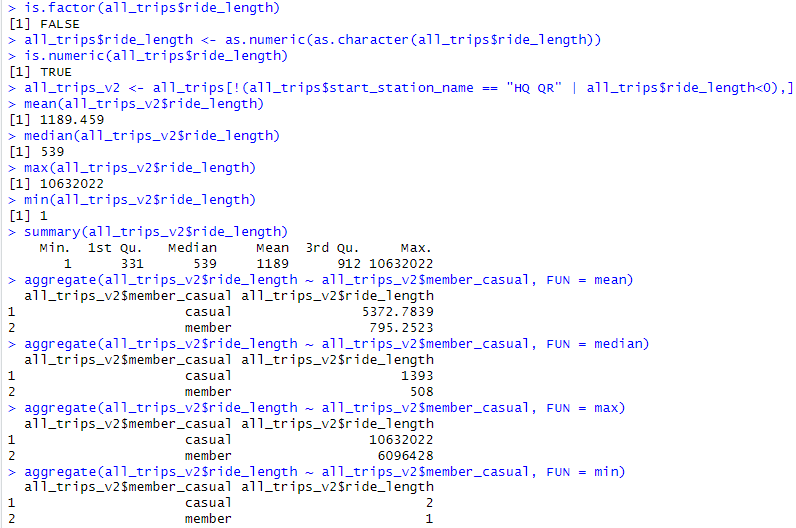 > is.factor(all_trips$ride_length)
[1] FALSE
> all_trips$ride_length <- as.numeric(as.character(all_trips$ride_length))
> is.numeric(all_trips$ride_length)
[1] TRUE
> all_trips_v2 <- all_trips[!(all_trips$start_station_name == "HQ QR" | all_trips$ride_length<0),]
> mean(all_trips_v2$ride_length)
[1] 1189.459
> median(all_trips_v2$ride_length)
[1] 539
> max(all_trips_v2$ride_length)
[1] 10632022
> min(all_trips_v2$ride_length)
[1] 1
> summary(all_trips_v2$ride_length)
    Min.  1st Qu.   Median     Mean  3rd Qu.     Max.
       1      331      539     1189      912 10632022
> aggregate(all_trips_v2$ride_length ~ all_trips_v2$member_casual, FUN = mean)
  all_trips_v2$member_casual all_trips_v2$ride_length
1                     casual                5372.7839
2                     member                 795.2523
> aggregate(all_trips_v2$ride_length ~ all_trips_v2$member_casual, FUN = median)
  all_trips_v2$member_casual all_trips_v2$ride_length
1                     casual                     1393
2                     member                      508
> aggregate(all_trips_v2$ride_length ~ all_trips_v2$member_casual, FUN = max)
  all_trips_v2$member_casual all_trips_v2$ride_length
1                     casual                 10632022
2                     member                  6096428
> aggregate(all_trips_v2$ride_length ~ all_trips_v2$member_casual, FUN = min)
  all_trips_v2$member_casual all_trips_v2$ride_length
1                     casual                        2
2                     member                        1